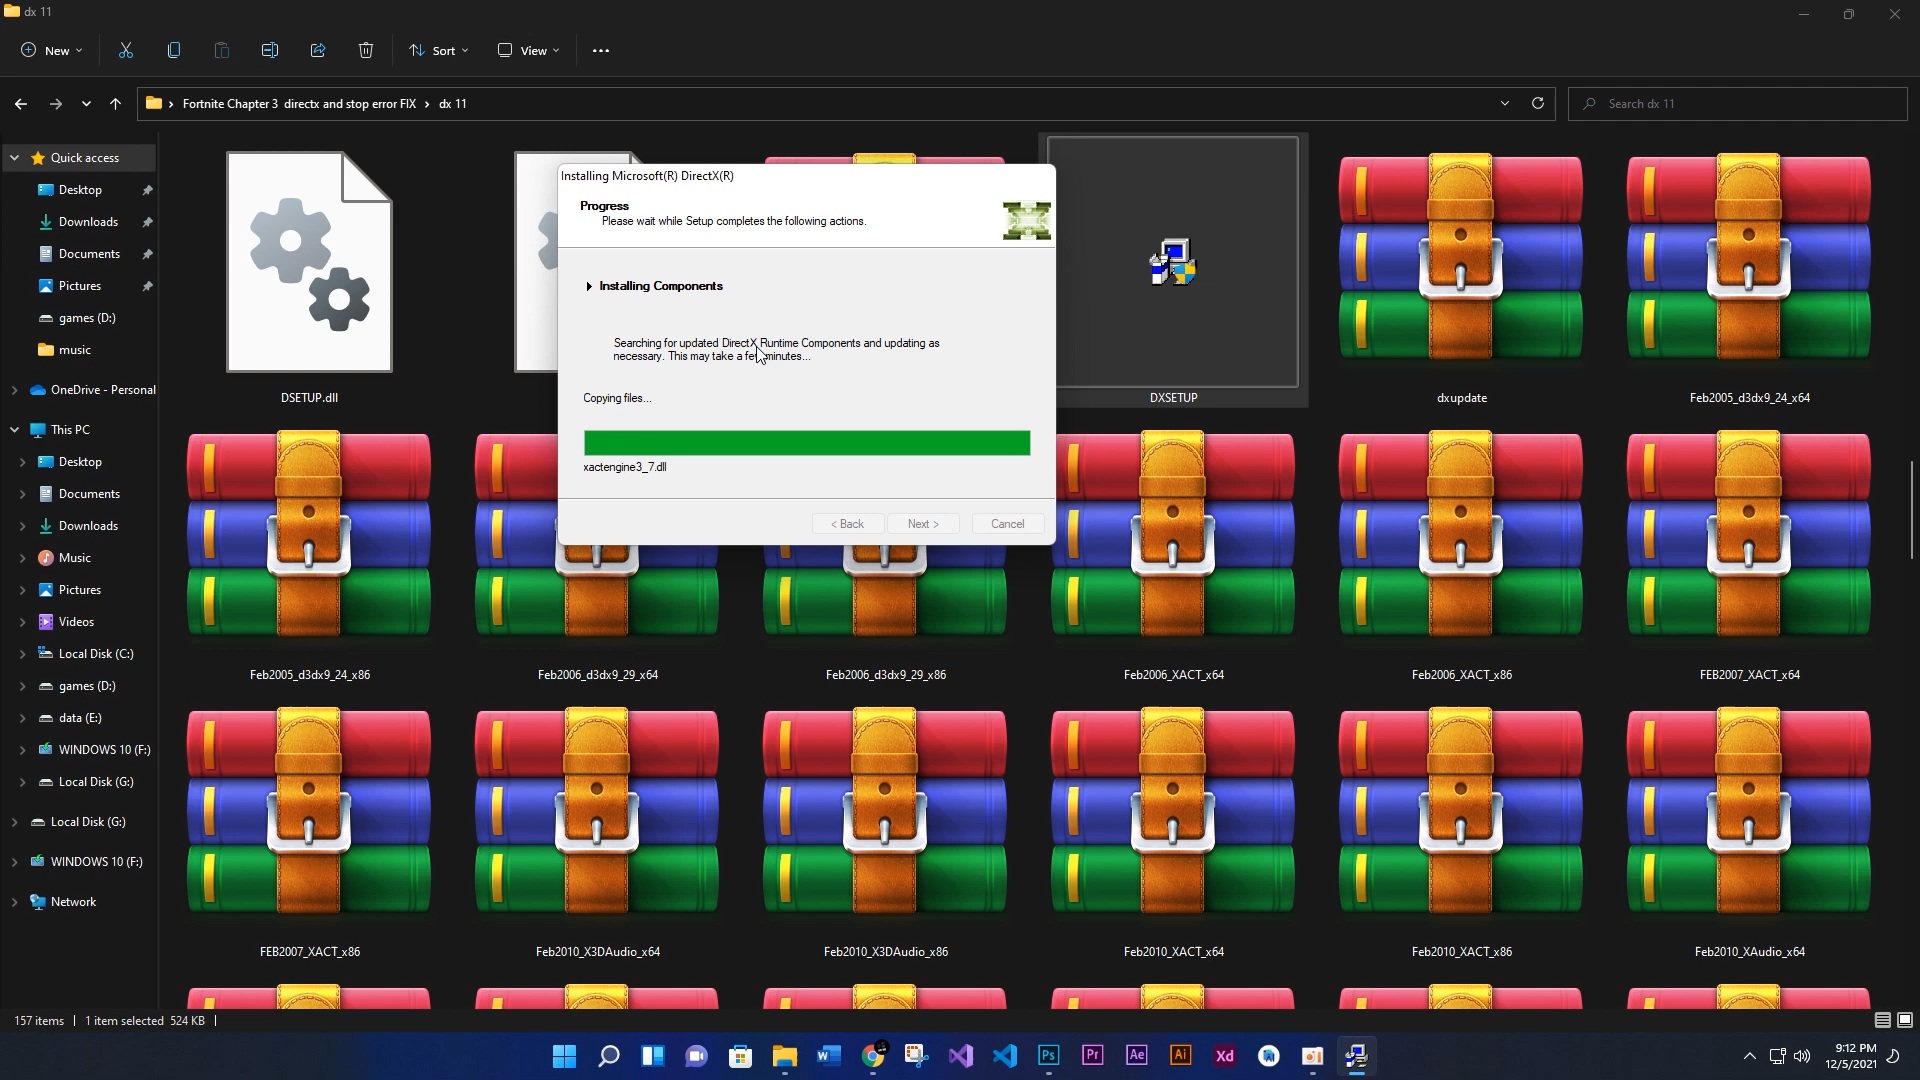 dx 11
New
Sort
View
Fortnite Chapter 3 directx and stop error FIX
dx 11
Search dx 11
Quick access
Desktop
Downloads
Documents
Pictures
games (D:)
music
OneDrive - Personal
This PC
Desktop
Documents
Downloads
Music
Pictures
Videos
Local Disk (C:)
games (D:)
data (E:)
WINDOWS 10 (F:)
Local Disk (G:)
Local Disk (G:)
WINDOWS 10 (F:)
Network
Installing Microsoft(R) DirectX(R)
Progress
Please wait while Setup completes the following actions.
Installing Components
Searching for updated DirectX Runtime Components and updating as
necessary. This may take a few minutes...
Copying files...
xactengine3_7.dll
< Back
Next >
Cancel
DSETUP.dll
DXSETUP
dxupdate
Feb2005_d3dx9_24_x64
Feb2005_d3dx9_24_x86
Feb2006_d3dx9_29_x64
Feb2006_d3dx9_29_x86
Feb2006_XACT_x64
Feb2006_XACT_x86
FEB2007_XACT_x64
FEB2007_XACT_x86
Feb2010_X3DAudio_x64
Feb2010_X3DAudio_x86
Feb2010_XACT_x64
Feb2010_XACT_x86
Feb2010_XAudio_x64
157 items
1 item selected 524 KB
Ps
Pr
Ae
Ai
Xd
9:12 PM
12/5/2021